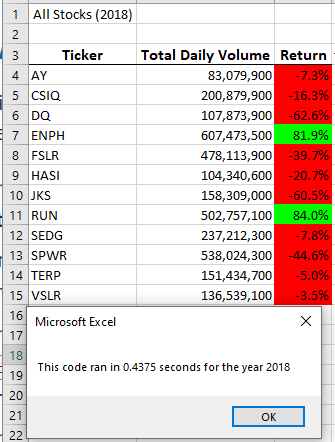 1 All Stocks (2018)
2
3 Ticker Total Daily Volume Return
4 AY 83,079,900 -7.3%
5 CSIQ 200,879,900 -16.3%
6 DQ 107,873,900 -62.6%
7 ENPH 607,473,500 81.9%
8 FSLR 478,113,900 -39.7%
9 HASI 104,340,600 -20.7%
10 JKS 158,309,000 -60.5%
11 RUN 502,757,100 84.0%
12 SEDG 237,212,300 -7.8%
13 SPWR 538,024,300 -44.6%
14 TERP 151,434,700 -5.0%
15 VSLR 136,539,100 -3.5%
16
17 Microsoft Excel
18
19 This code ran in 0.4375 seconds for the year 2018
20
21 OK
22